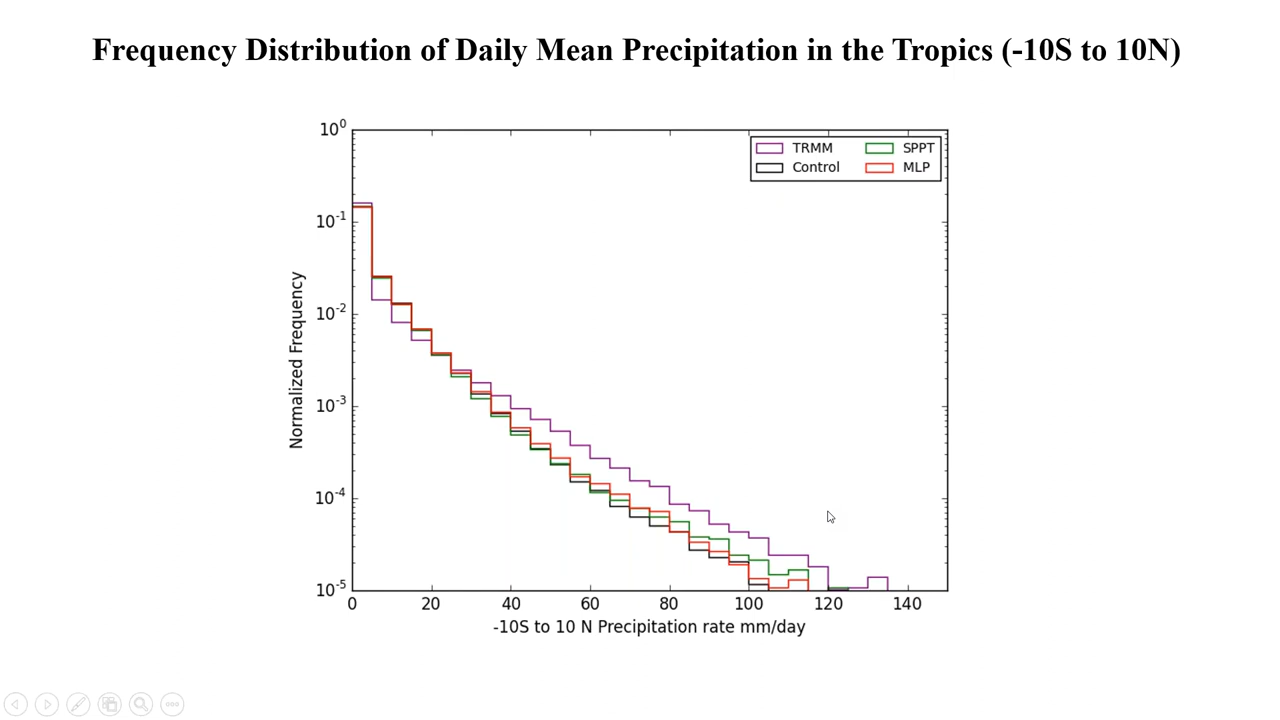 Frequency Distribution of Daily Mean Precipitation in the Tropics (-10S to 10N)
10^0
TRMM SPPT
Control MLP
10^-1
10^-2
10^-3
10^-4
10^-5
Normalized Frequency
0 20 40 60 80 100 120 140
-10S to 10 N Precipitation rate mm/day